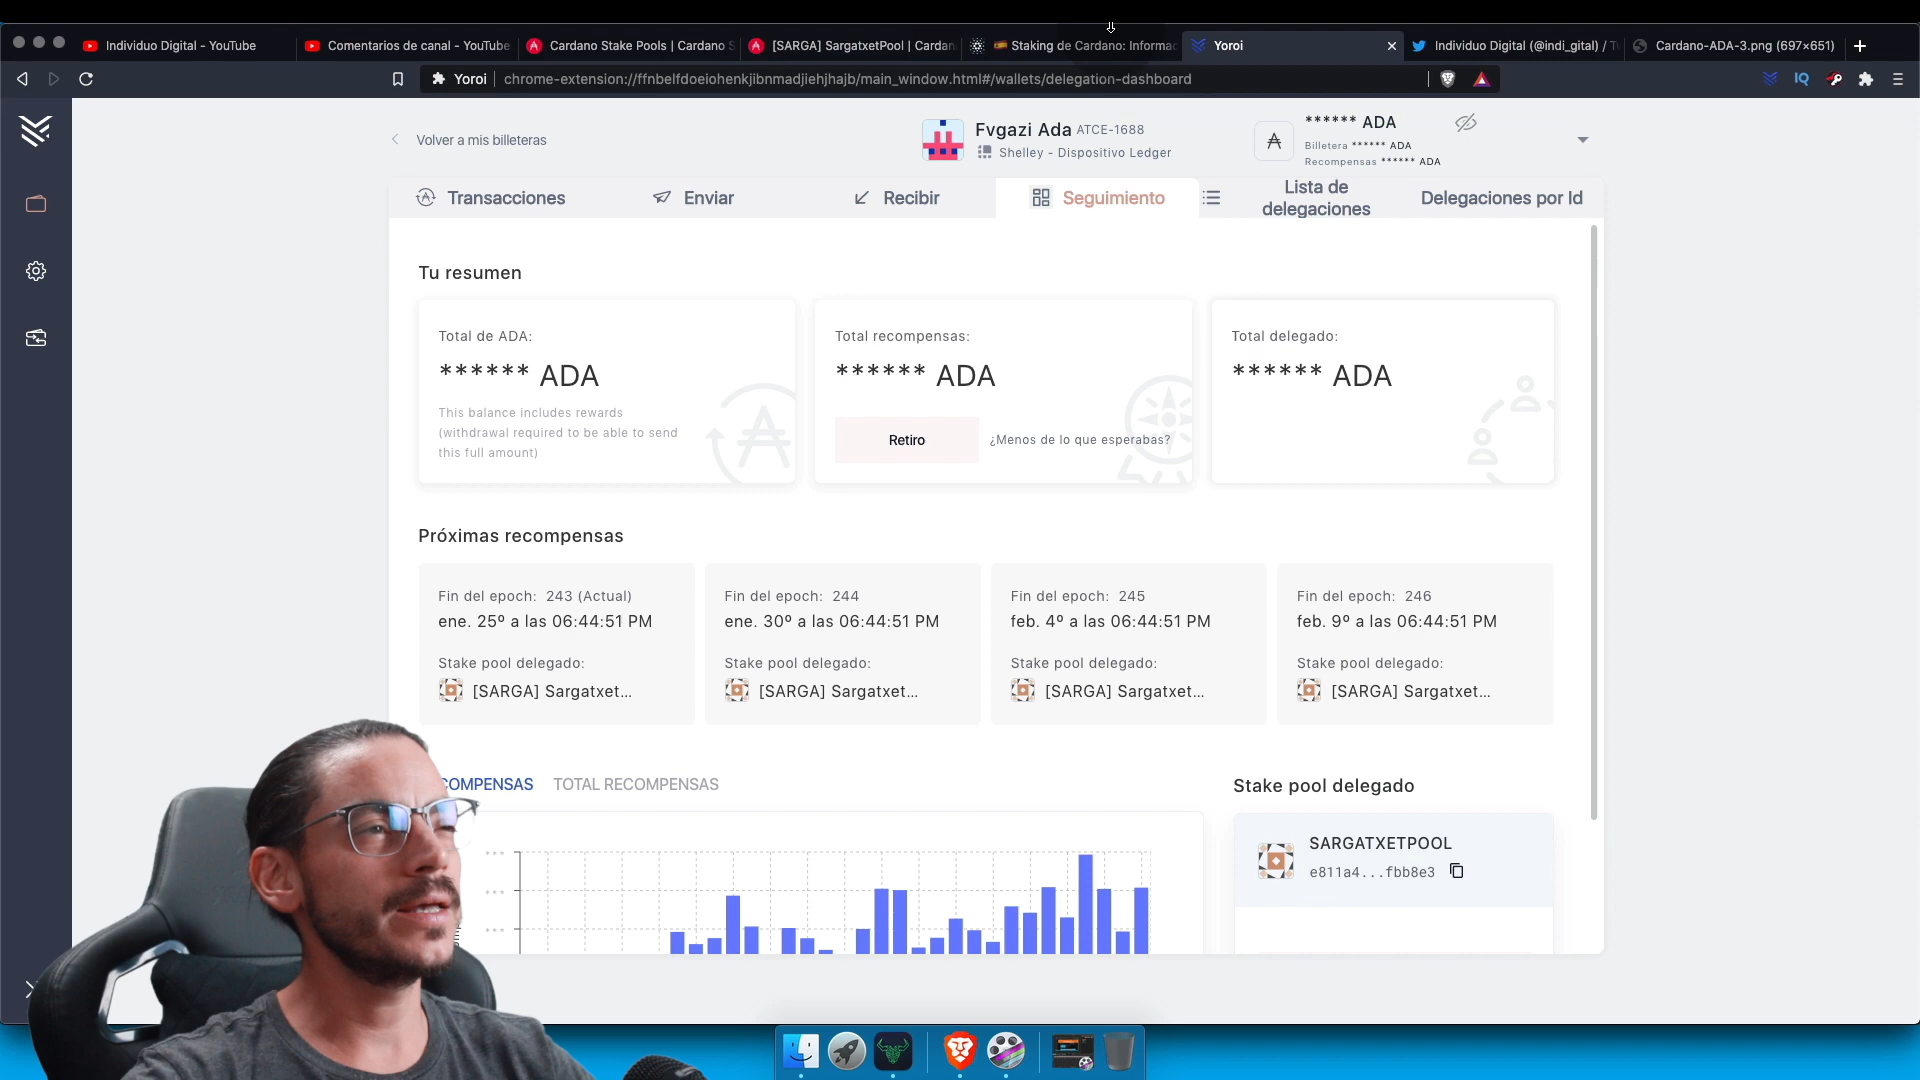 Individuo Digital - YouTube
Comentarios de canal - YouTube
Cardano Stake Pools | Cardano S
[SARGA] SargatxetPool | Cardan
Staking de Cardano: Informac
Yoroi
Individuo Digital (@indi_gital) / Tw
Cardano-ADA-3.png (697×651)
Yoroi
chrome-extension://ffnbelfdoeiohenkjibnmadjiehjhajb/main_window.html#/wallets/delegation-dashboard
IQ
Volver a mis billeteras
Fvgazi Ada ATCE-1688
Shelley - Dispositivo Ledger
****** ADA
Billetera ****** ADA
Recompensas ****** ADA
Transacciones
Enviar
Recibir
Seguimiento
Lista de
delegaciones
Delegaciones por Id
Tu resumen
Total de ADA:
****** ADA
This balance includes rewards
(withdrawal required to be able to send
this full amount)
Total recompensas:
****** ADA
Retiro
¿Menos de lo que esperabas?
Total delegado:
****** ADA
Próximas recompensas
Fin del epoch: 243 (Actual)
ene. 25º a las 06:44:51 PM
Stake pool delegado:
[SARGA] Sargatxet...
Fin del epoch: 244
ene. 30º a las 06:44:51 PM
Stake pool delegado:
[SARGA] Sargatxet...
Fin del epoch: 245
feb. 4º a las 06:44:51 PM
Stake pool delegado:
[SARGA] Sargatxet...
Fin del epoch: 246
feb. 9º a las 06:44:51 PM
Stake pool delegado:
[SARGA] Sargatxet...
COMPENSAS
TOTAL RECOMPENSAS
***
***
***
Stake pool delegado
SARGATXETPOOL
e811a4...fbb8e3